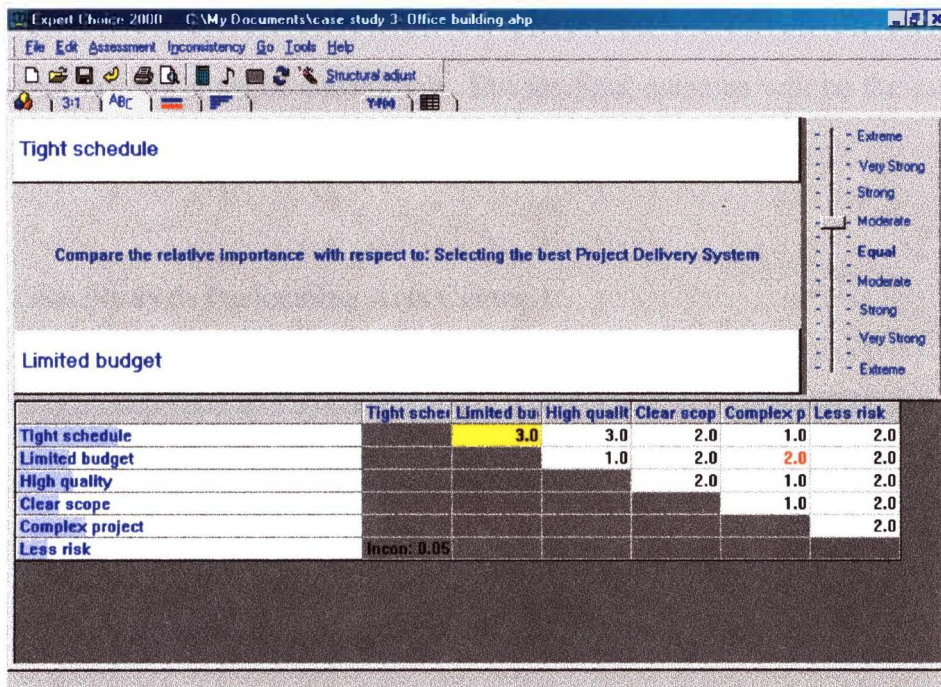 Expert Choice 2000 C:\My Documents\case study 3- Office building.ahp
File Edit Assessment Inconsistency Go Tools Help
Structural adjust
3:1 ABC Y=f(x)
Tight schedule
Compare the relative importance with respect to: Selecting the best Project Delivery System
Limited budget
Extreme
Very Strong
Strong
Moderate
Equal
Moderate
Strong
Very Strong
Extreme
Tight sche Limited bu High qualit Clear scop Complex p Less risk
Tight schedule 3.0 3.0 2.0 1.0 2.0
Limited budget 1.0 2.0 2.0 2.0
High quality 2.0 1.0 2.0
Clear scope 1.0 2.0
Complex project 2.0
Less risk Incon: 0.05